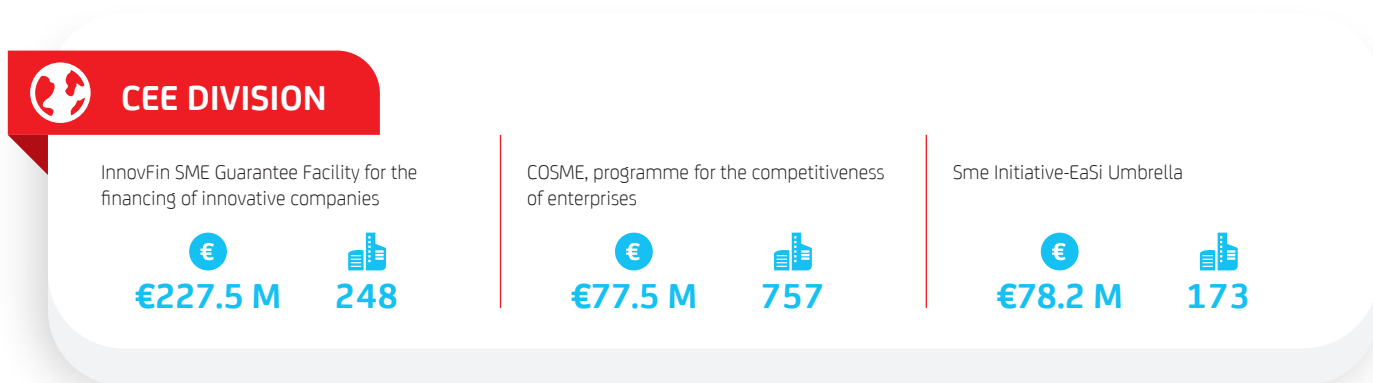 CEE DIVISION
InnovFin SME Guarantee Facility for the
financing of innovative companies
€
€227.5 M
248
COSME, programme for the competitiveness
of enterprises
€
€77.5 M
757
Sme Initiative-EaSi Umbrella
€
€78.2 M
173